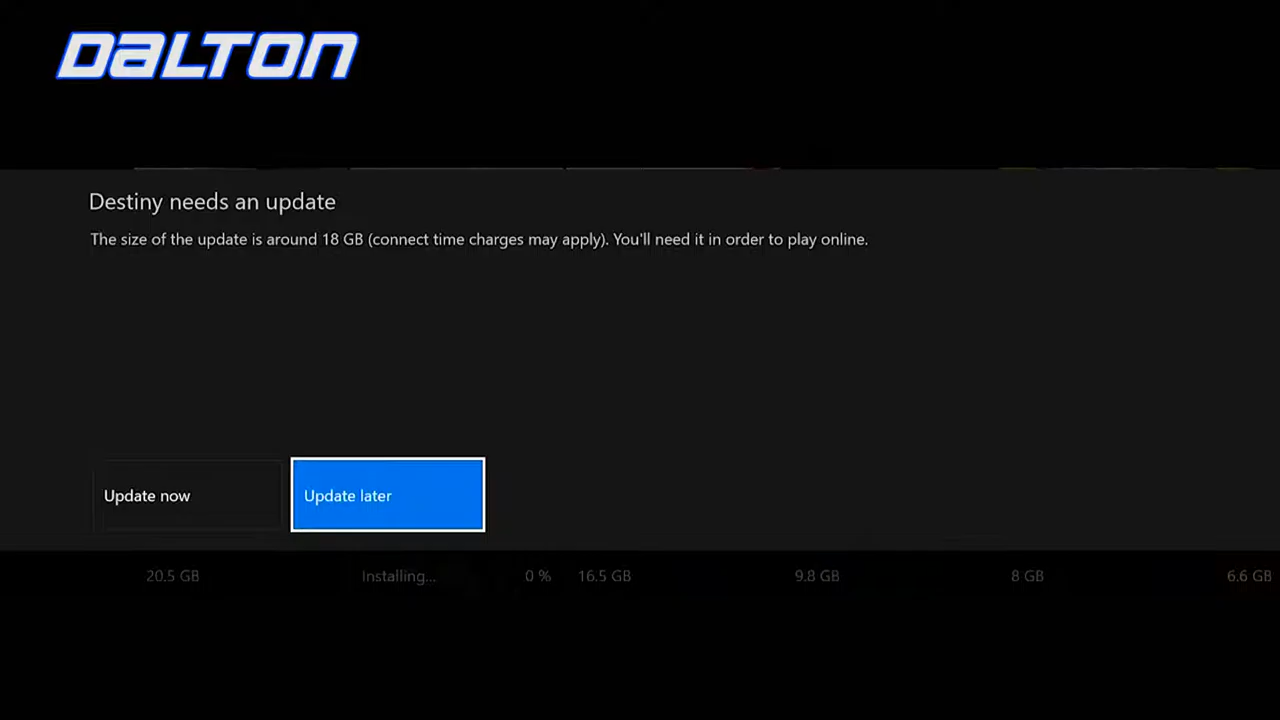 DaLTON
Destiny needs an update
The size of the update is around 18 GB (connect time charges may apply). You'll need it in order to play online.
Update now
Update later
20.5 GB
Installing...
0 %
16.5 GB
9.8 GB
8 GB
6.6 GB